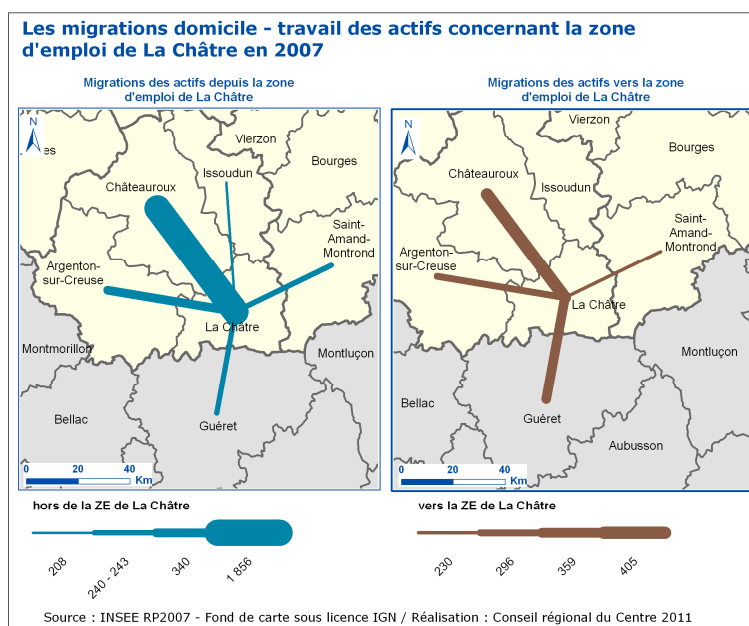 Les migrations domicile - travail des actifs concernant la zone
d'emploi de La Châtre en 2007
Migrations des actifs depuis la zone
d'emploi de La Châtre
N
es
Vierzon
Bourges
Issoudun
Châteauroux
Saint-
Amand-
Montrond
Argenton-
sur-Creuse
La Châtre
Montmorillon
Montluçon
Bellac
Guéret
0 20 40
Km
Migrations des actifs vers la zone
d'emploi de La Châtre
N
Vierzon
Bourges
Châteauroux
Issoudun
Saint-
Amand-
Montrond
Argenton-
sur-Creuse
La Châtre
Montluçon
Bellac
Guéret
Aubusson
0 20 40
Km
hors de la ZE de La Châtre
208
240 - 243
340
1 856
vers la ZE de La Châtre
230
296
359
405
Source : INSEE RP2007 - Fond de carte sous licence IGN / Réalisation : Conseil régional du Centre 2011